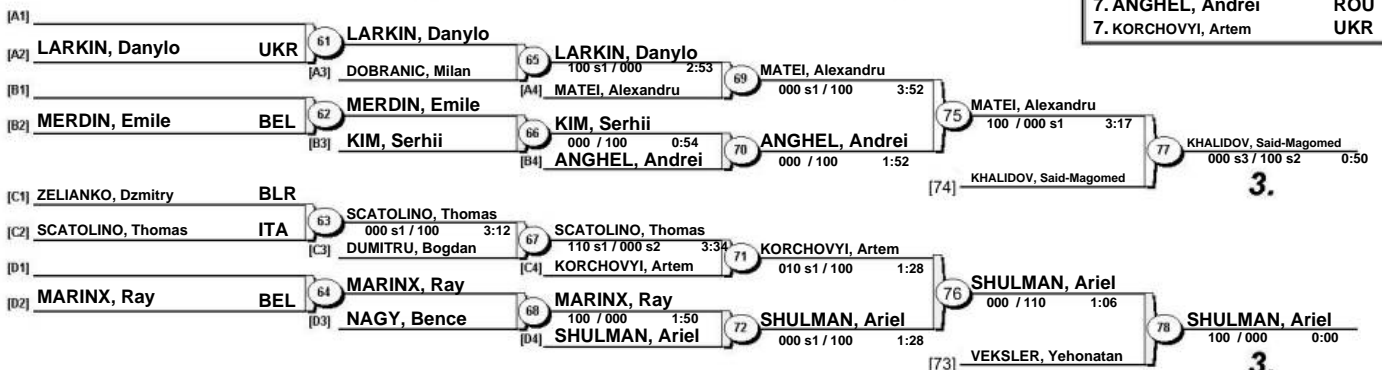 7. ANGHEL, Andrei ROU
7. KORCHOVYI, Artem UKR
[A1]
[A2] LARKIN, Danylo UKR
61
LARKIN, Danylo
[A3] DOBRANIC, Milan
65
LARKIN, Danylo
100 s1 / 000 2:53
[A4] MATEI, Alexandru
69
MATEI, Alexandru
000 s1 / 100 3:52
[B1]
[B2] MERDIN, Emile BEL
62
MERDIN, Emile
[B3] KIM, Serhii
66
KIM, Serhii
000 / 100 0:54
[B4] ANGHEL, Andrei
70
ANGHEL, Andrei
000 / 100 1:52
75
MATEI, Alexandru
100 / 000 s1 3:17
[74] KHALIDOV, Said-Magomed
77
KHALIDOV, Said-Magomed
000 s3 / 100 s2 0:50
3.
[C1] ZELIANKO, Dzmitry BLR
[C2] SCATOLINO, Thomas ITA
63
SCATOLINO, Thomas
000 s1 / 100 3:12
[C3] DUMITRU, Bogdan
67
SCATOLINO, Thomas
110 s1 / 000 s2 3:34
[C4] KORCHOVYI, Artem
71
KORCHOVYI, Artem
010 s1 / 100 1:28
[D1]
[D2] MARINX, Ray BEL
64
MARINX, Ray
[D3] NAGY, Bence
68
MARINX, Ray
100 / 000 1:50
[D4] SHULMAN, Ariel
72
SHULMAN, Ariel
000 s1 / 100 1:28
76
SHULMAN, Ariel
000 / 110 1:06
[73] VEKSLER, Yehonatan
78
SHULMAN, Ariel
100 / 000 0:00
3.